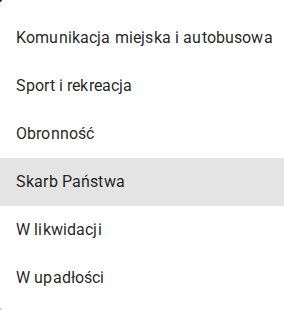 Komunikacja miejska i autobusowa
Sport i rekreacja
Obronność
Skarb Państwa
W likwidacji
W upadłości